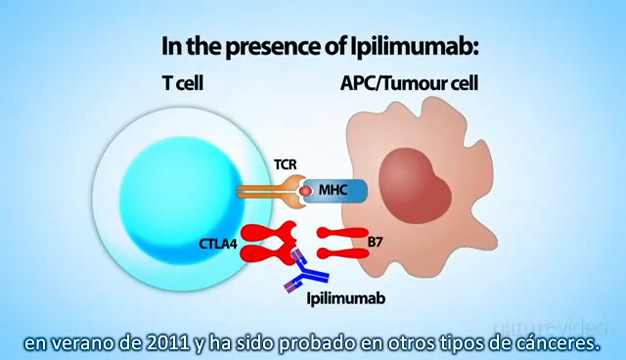 In the presence of Ipilimumab:
T cell
APC/Tumour cell
TCR
MHC
CTLA4
B7
Ipilimumab
naturevideo
en verano de 2011 y ha sido probado en otros tipos de cánceres.